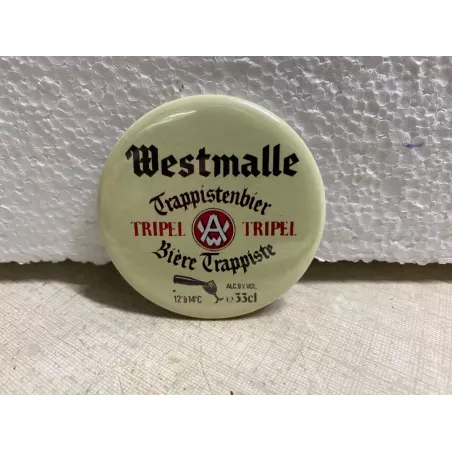 Westmalle
Trappistenbier
TRIPEL TRIPEL
Bière Trappiste
ALC 9% VOL.
12°à 14°C
℮ 33cl